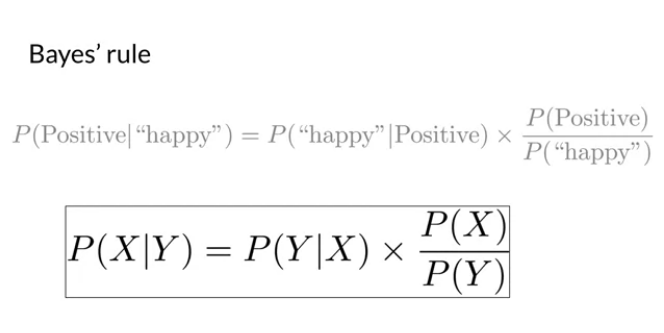 Bayes’ rule
P(Positive|“happy”) = P(“happy”|Positive) × P(Positive) / P(“happy”)
P(X|Y) = P(Y|X) × P(X) / P(Y)